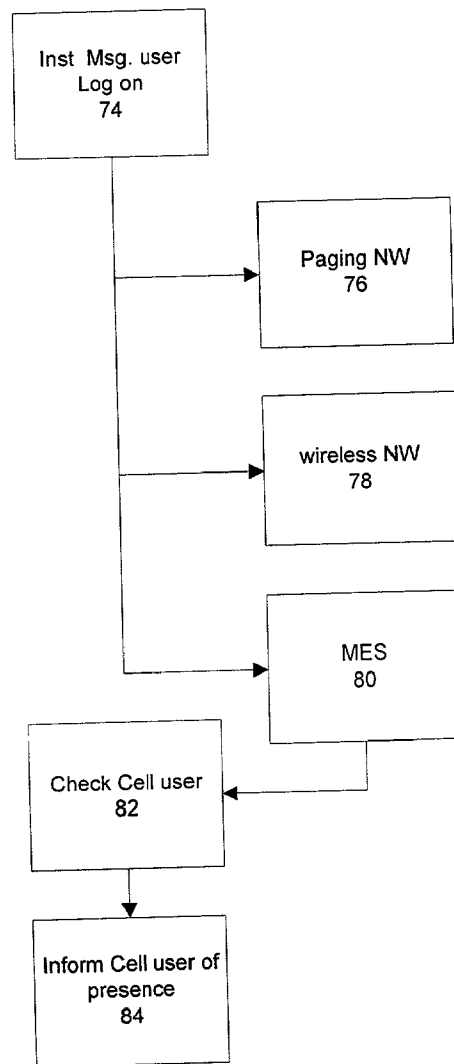 Inst Msg. user
Log on
74
Paging NW
76
wireless NW
78
MES
80
Check Cell user
82
Inform Cell user of
presence
84